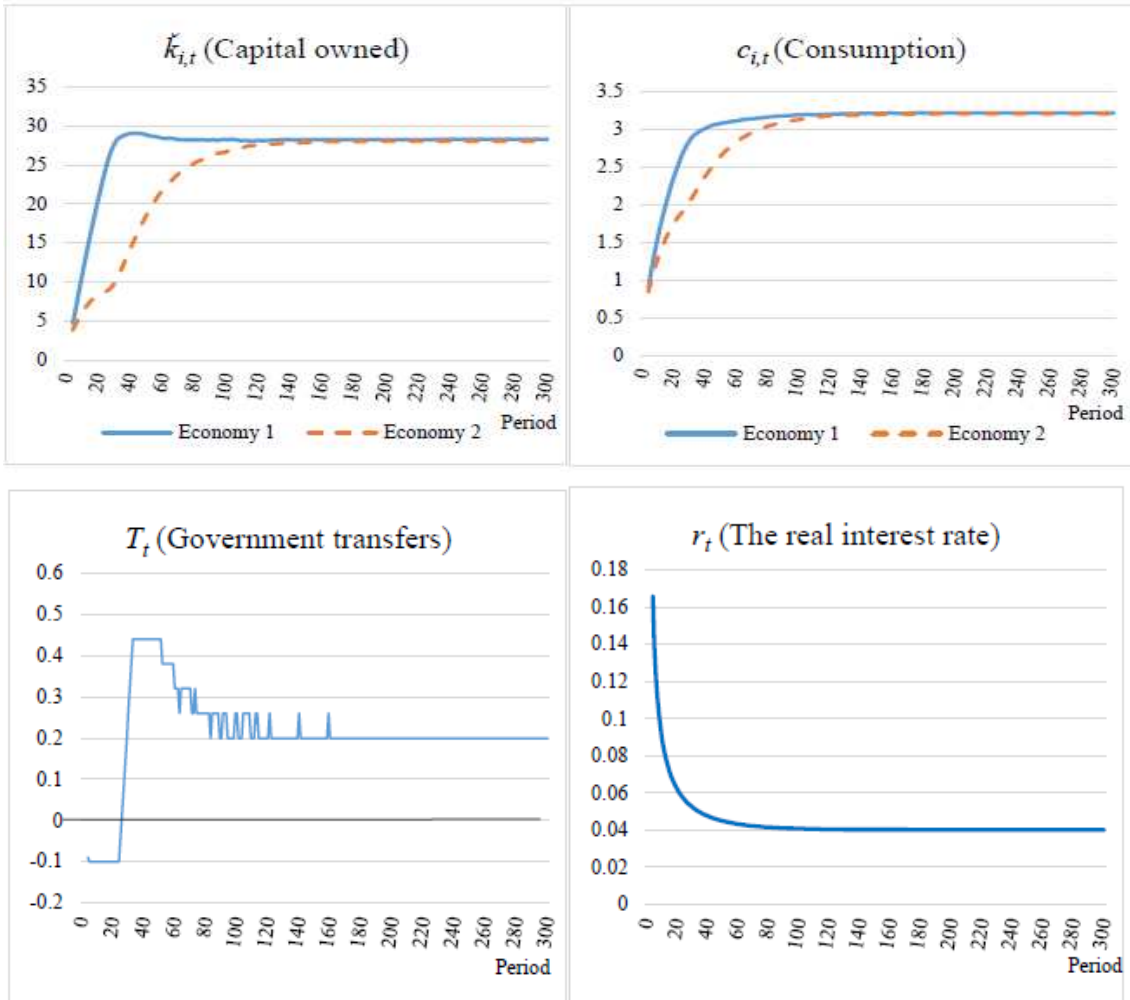 ǩi,t (Capital owned)
35
30
25
20
15
10
5
0
0 20 40 60 80 100 120 140 160 180 200 220 240 260 280 300
Period
Economy 1 Economy 2
ci,t (Consumption)
3.5
3
2.5
2
1.5
1
0.5
0
0 20 40 60 80 100 120 140 160 180 200 220 240 260 280 300
Period
Economy 1 Economy 2
Tt (Government transfers)
0.6
0.5
0.4
0.3
0.2
0.1
0
-0.1
-0.2
0 20 40 60 80 100 120 140 160 180 200 220 240 260 280 300
Period
rt (The real interest rate)
0.18
0.16
0.14
0.12
0.1
0.08
0.06
0.04
0.02
0
0 20 40 60 80 100 120 140 160 180 200 220 240 260 280 300
Period